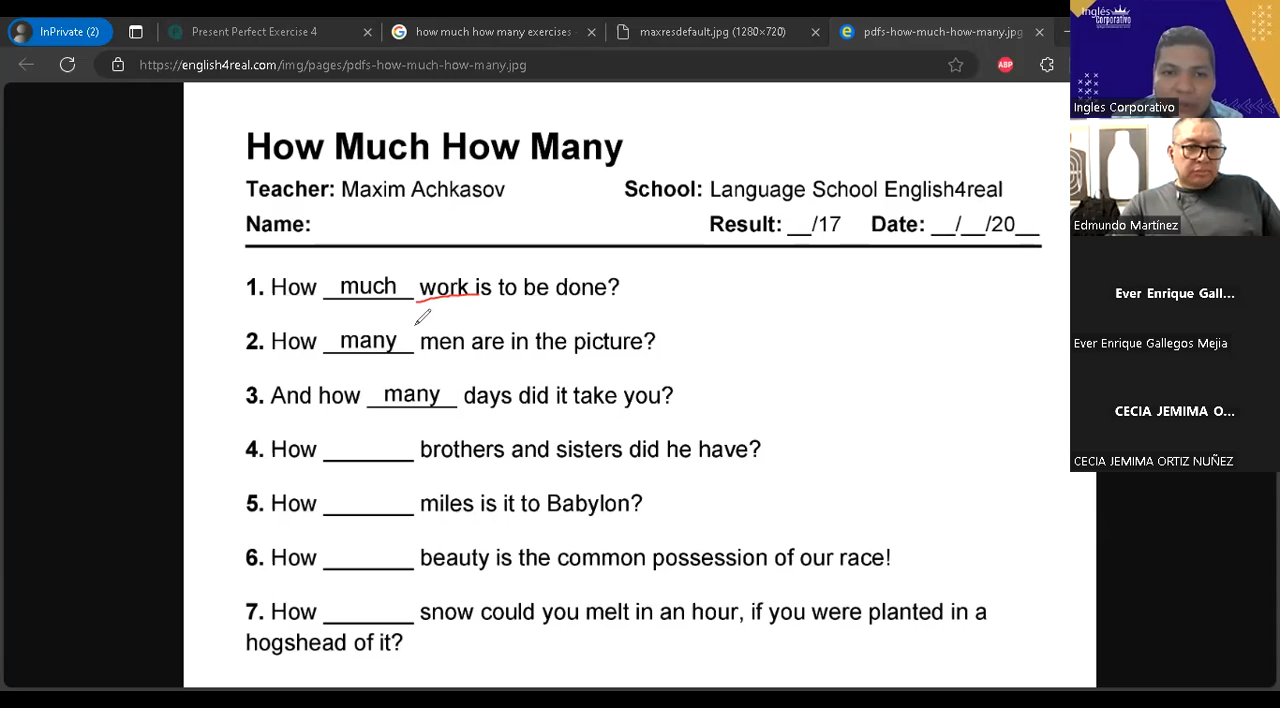 InPrivate (2)
Present Perfect Exercise 4
how much how many exercises
maxresdefault.jpg (1280×720)
pdfs-how-much-how-many.jpg
https://english4real.com/img/pages/pdfs-how-much-how-many.jpg
ABP
How Much How Many
Teacher: Maxim Achkasov School: Language School English4real
Name: Result: __/17 Date: __/__/20__
1. How much work is to be done?
2. How many men are in the picture?
3. And how many days did it take you?
4. How _______ brothers and sisters did he have?
5. How _______ miles is it to Babylon?
6. How _______ beauty is the common possession of our race!
7. How _______ snow could you melt in an hour, if you were planted in a
hogshead of it?
Inglés
Corporativo
Ingles Corporativo
Edmundo Martínez
Ever Enrique Gall...
Ever Enrique Gallegos Mejia
CECIA JEMIMA O...
CECIA JEMIMA ORTIZ NUÑEZ